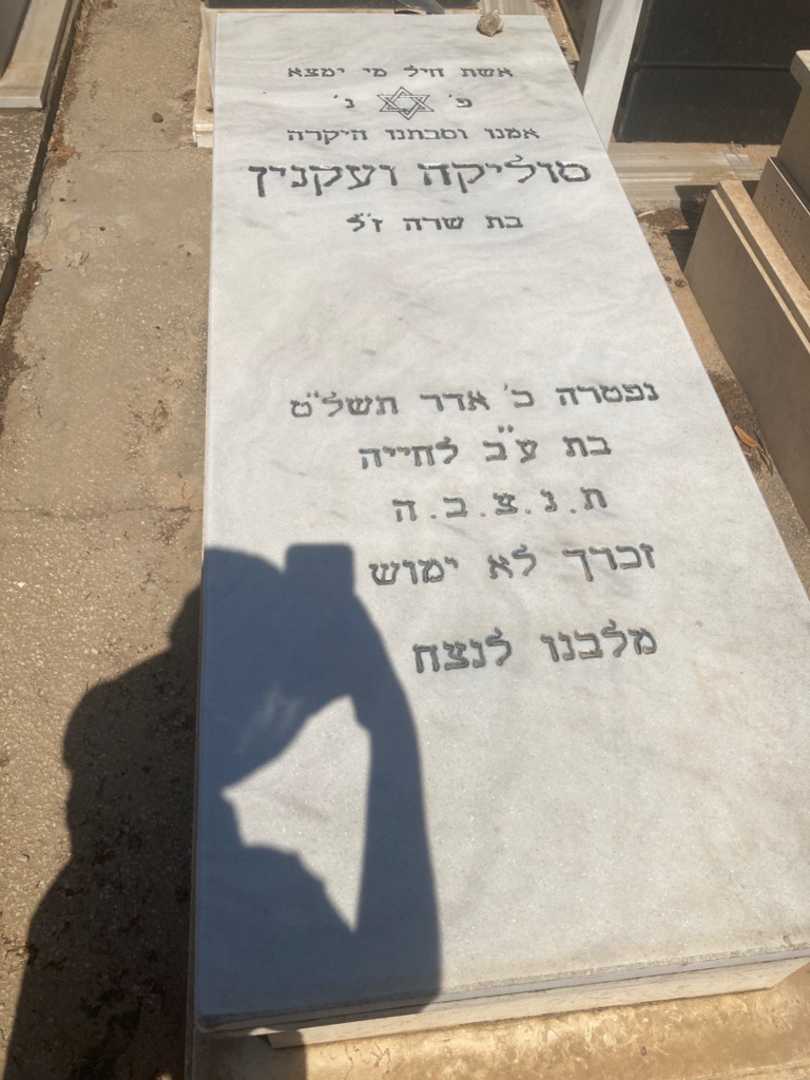 אשת חיל מי ימצא
פ' נ'
אמנו וסבתנו היקרה
סוליקה ועקנין
בת שרה ז"ל
נפטרה כ' אדר תשל"ט
בת ע"ב לחייה
ת.נ.צ.ב.ה
זכרך לא ימוש
מלבנו לנצח